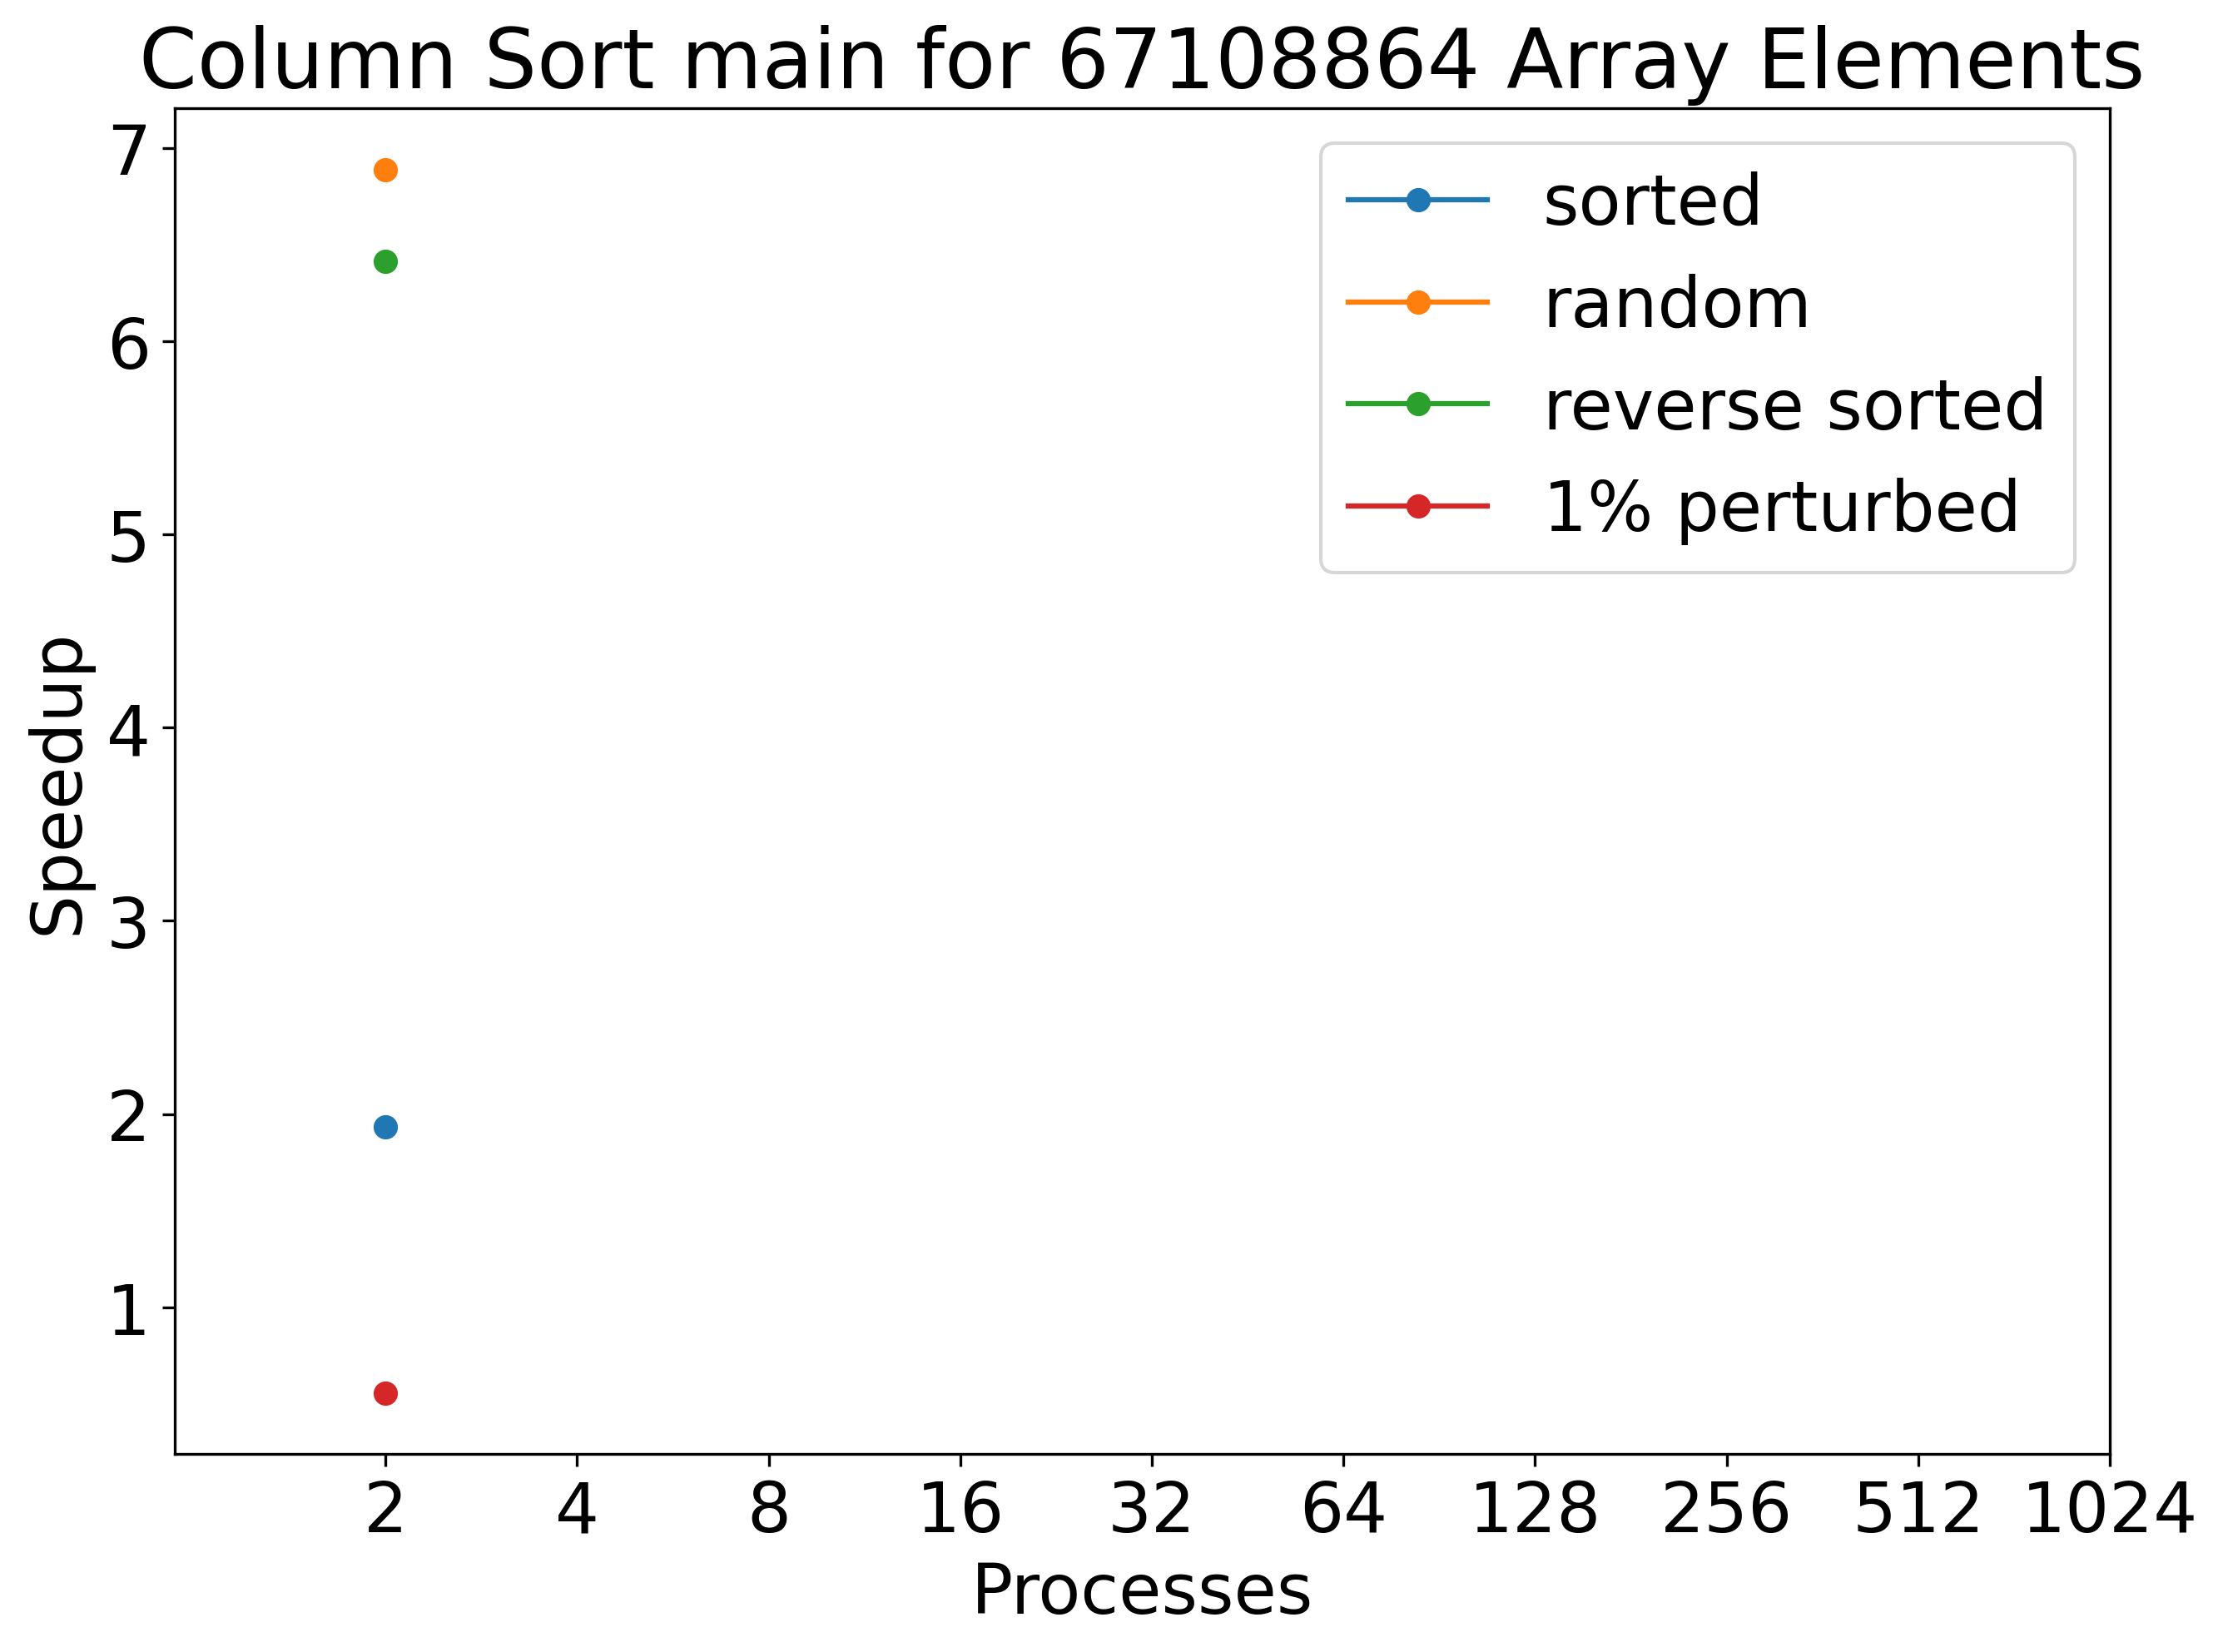 Column Sort main for 67108864 Array Elements
7
6
5
4
3
2
1
Speedup
sorted
random
reverse sorted
1% perturbed
2 4 8 16 32 64 128 256 512 1024
Processes